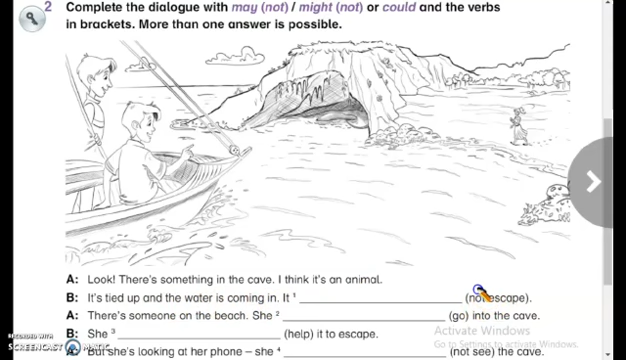 2 Complete the dialogue with may (not) / might (not) or could and the verbs
in brackets. More than one answer is possible.
A: Look! There's something in the cave. I think it's an animal.
B: It's tied up and the water is coming in. It ¹ (not escape).
A: There's someone on the beach. She ² (go) into the cave.
B: She ³ (help) it to escape.
A: But she's looking at her phone – she ⁴ (not see) the cave.
Activate Windows
Go to Settings to activate Windows.
RECORDED WITH
SCREENCAST MATIC